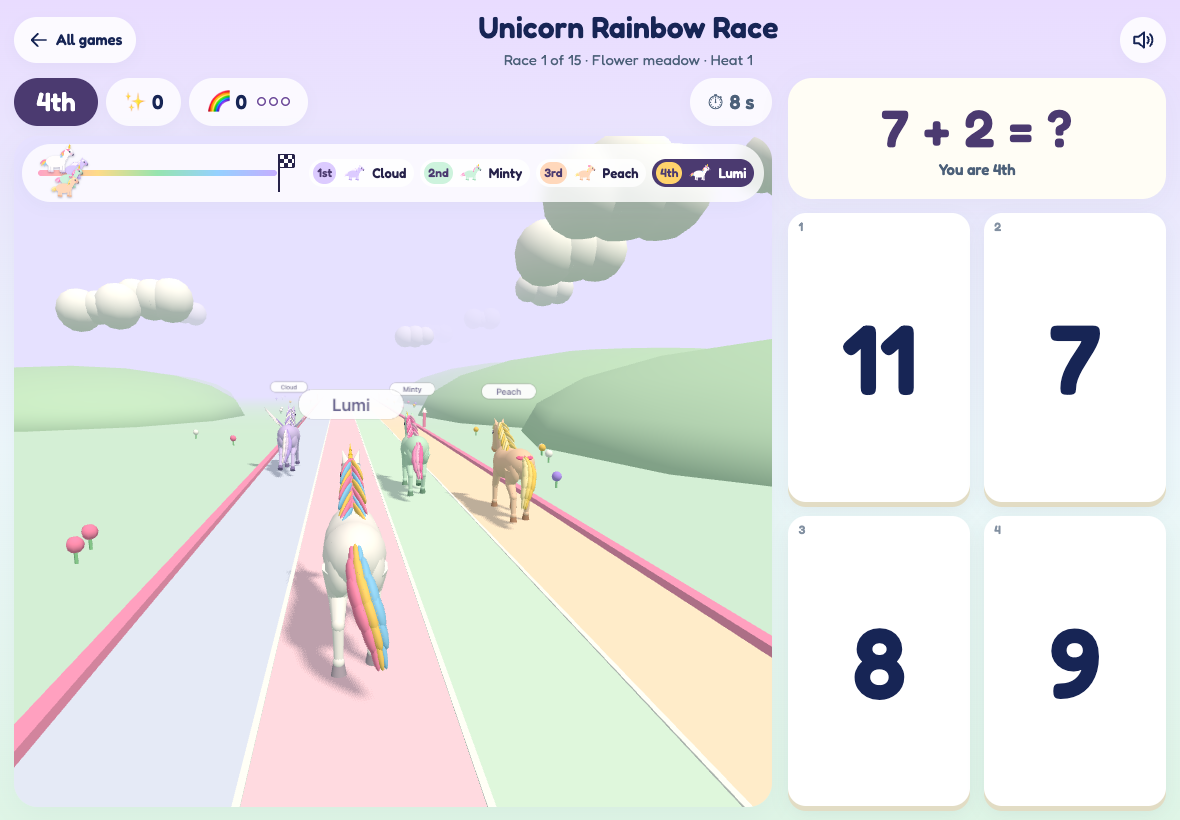 All games
Unicorn Rainbow Race
Race 1 of 15 · Flower meadow · Heat 1
4th
0
0
8 s
1st Cloud
2nd Minty
3rd Peach
4th Lumi
Cloud
Lumi
Minty
Peach
7 + 2 = ?
You are 4th
1
11
2
7
3
8
4
9